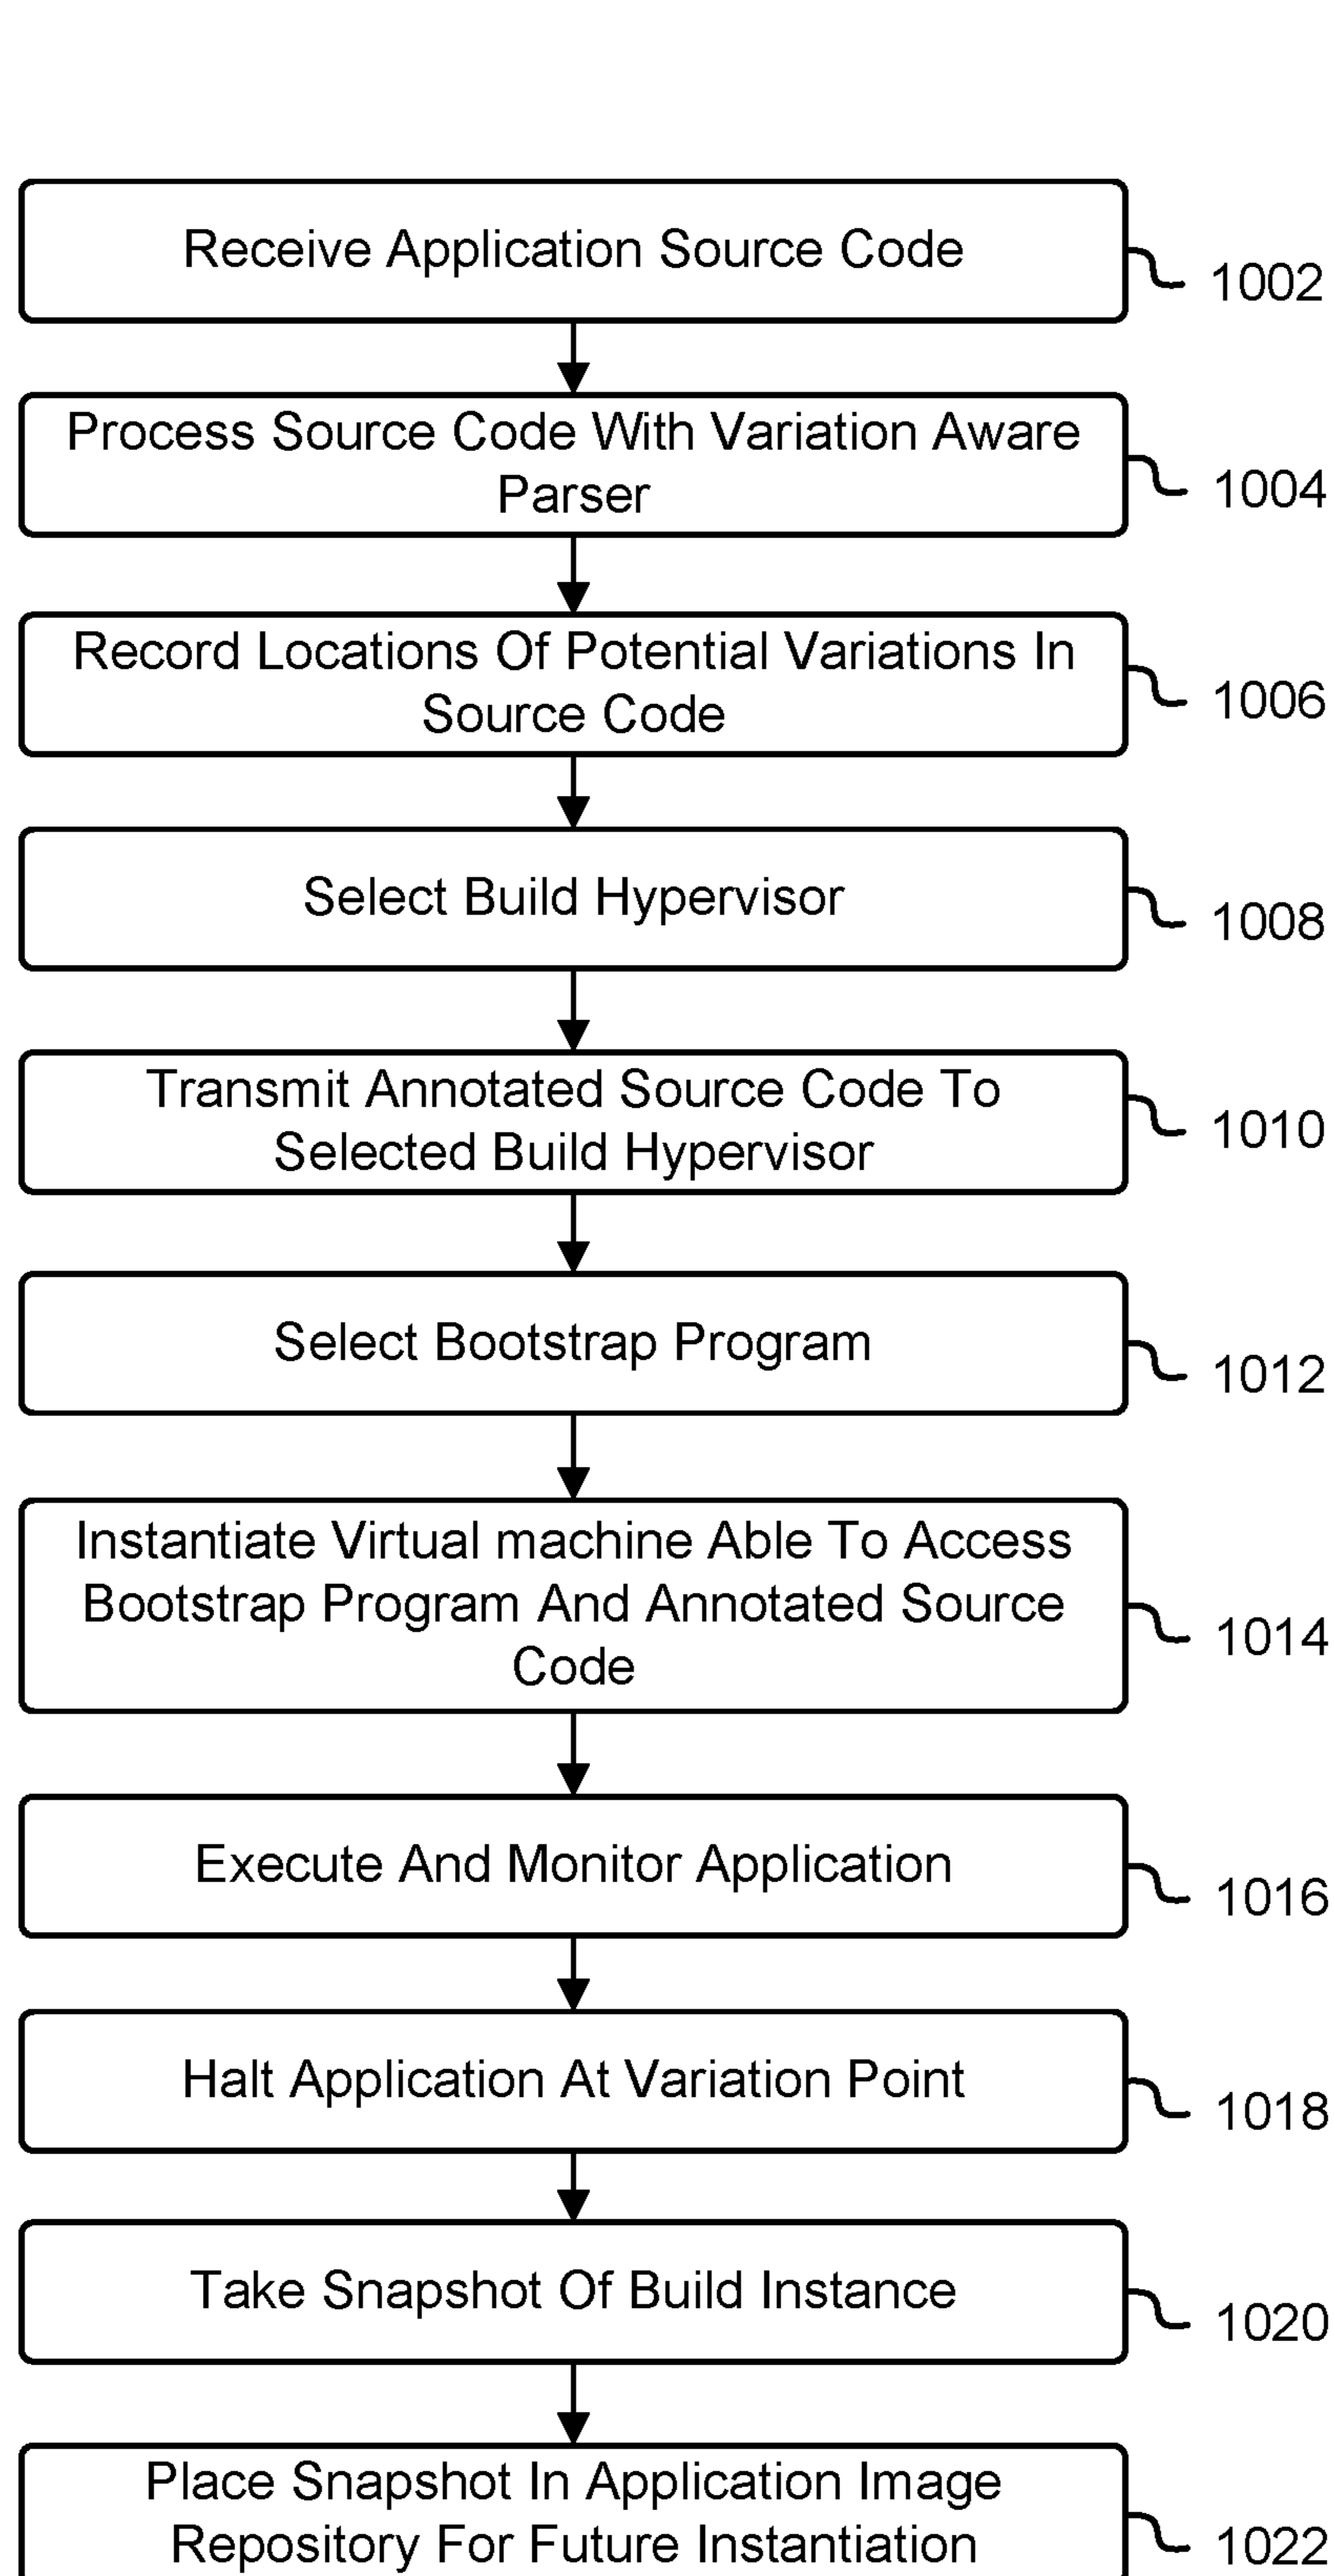 Receive Application Source Code
1002
Process Source Code With Variation Aware
Parser
1004
Record Locations Of Potential Variations In
Source Code
1006
Select Build Hypervisor
1008
Transmit Annotated Source Code To
Selected Build Hypervisor
1010
Select Bootstrap Program
1012
Instantiate Virtual machine Able To Access
Bootstrap Program And Annotated Source
Code
1014
Execute And Monitor Application
1016
Halt Application At Variation Point
1018
Take Snapshot Of Build Instance
1020
Place Snapshot In Application Image
Repository For Future Instantiation
1022